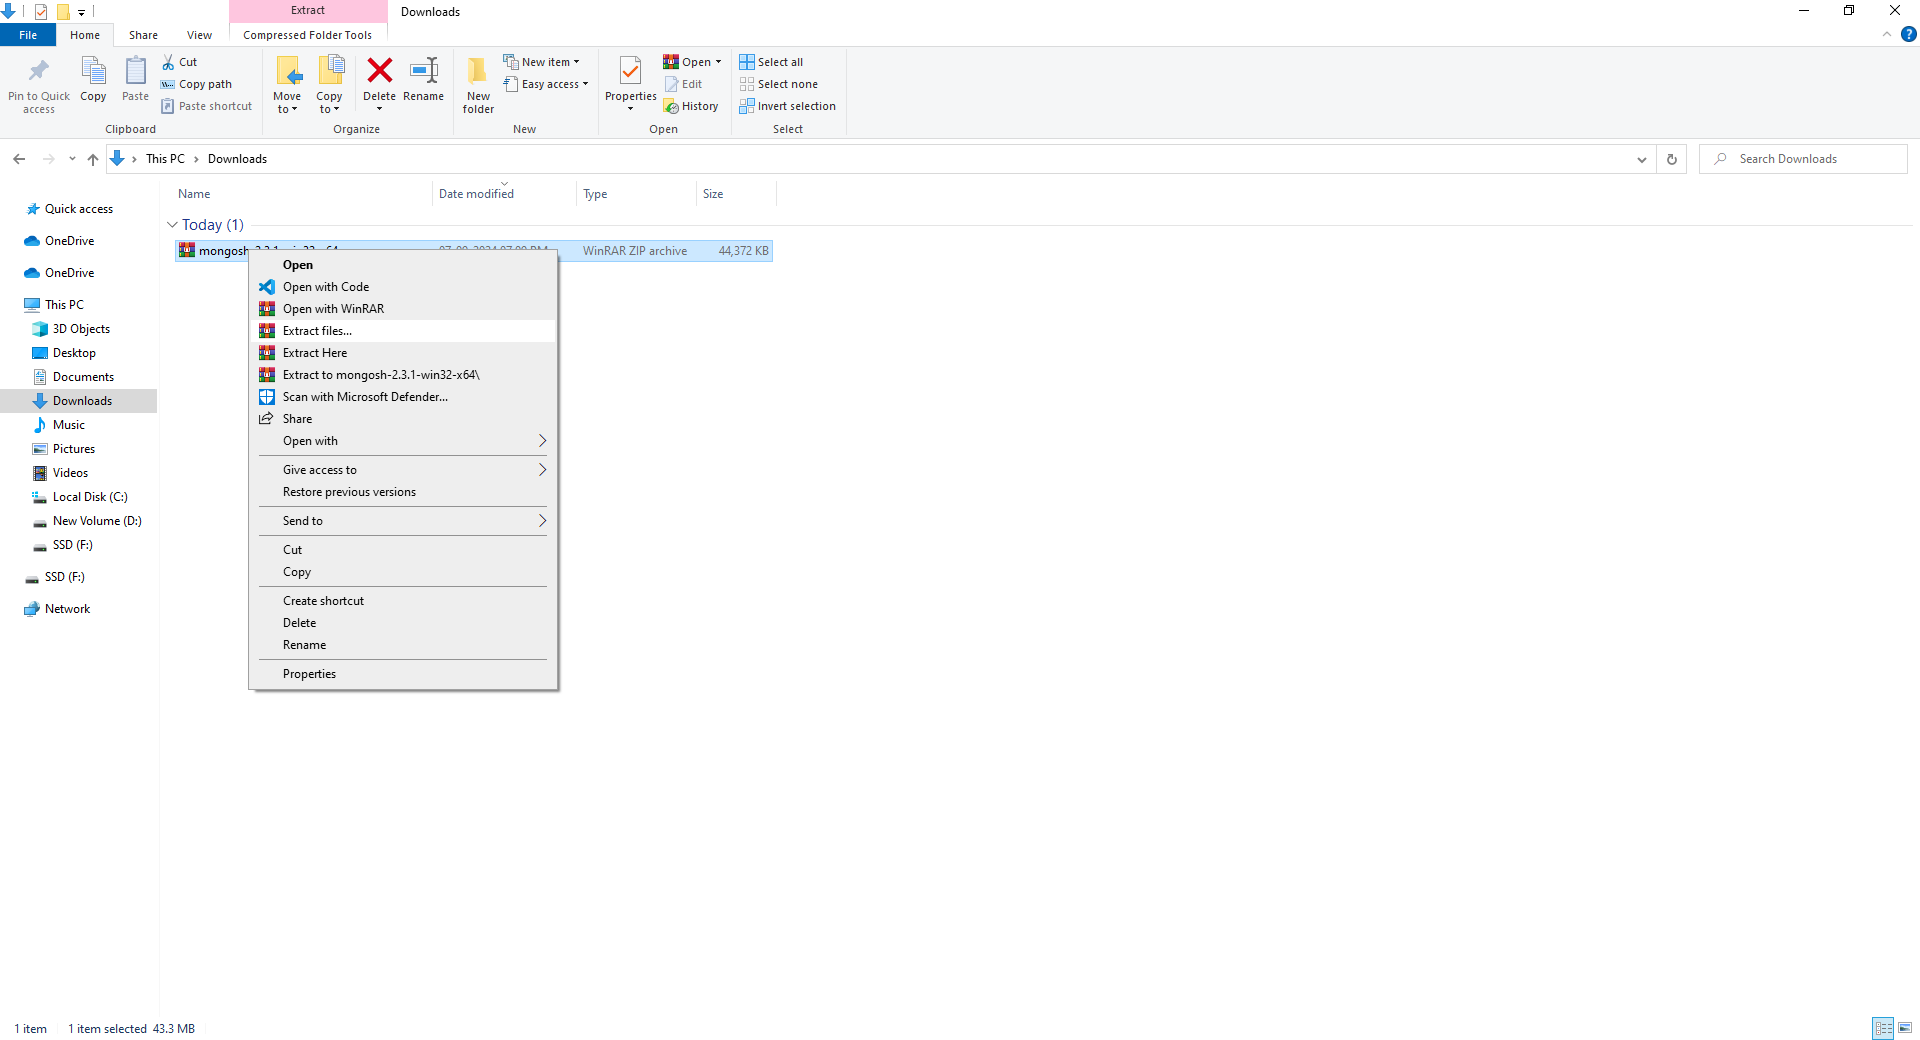 Extract
Downloads
File
Home
Share
View
Compressed Folder Tools
Pin to Quick access
Copy
Paste
Cut
Copy path
Paste shortcut
Clipboard
Move to
Copy to
Delete
Rename
Organize
New folder
New item
Easy access
New
Properties
Open
Edit
History
Open
Select all
Select none
Invert selection
Select
This PC
Downloads
Search Downloads
Name
Date modified
Type
Size
Today (1)
mongosh
WinRAR ZIP archive
44,372 KB
Quick access
OneDrive
OneDrive
This PC
3D Objects
Desktop
Documents
Downloads
Music
Pictures
Videos
Local Disk (C:)
New Volume (D:)
SSD (F:)
SSD (F:)
Network
Open
Open with Code
Open with WinRAR
Extract files...
Extract Here
Extract to mongosh-2.3.1-win32-x64\
Scan with Microsoft Defender...
Share
Open with
Give access to
Restore previous versions
Send to
Cut
Copy
Create shortcut
Delete
Rename
Properties
1 item
1 item selected 43.3 MB